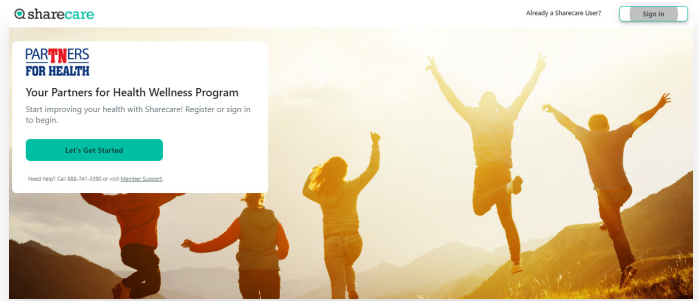 sharecare
Already a Sharecare User?
Sign In
PARTNERS
FOR HEALTH
Your Partners for Health Wellness Program
Start improving your health with Sharecare! Register or sign in
to begin.
Let's Get Started
Need help? Call 888-741-3390 or visit Member Support.